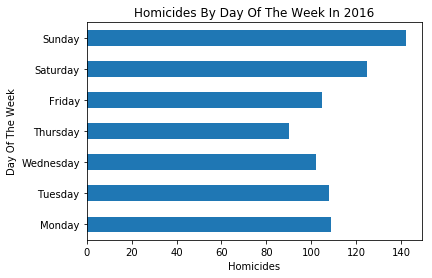 Homicides By Day Of The Week In 2016
Day Of The Week
Sunday
Saturday
Friday
Thursday
Wednesday
Tuesday
Monday
0 20 40 60 80 100 120 140
Homicides